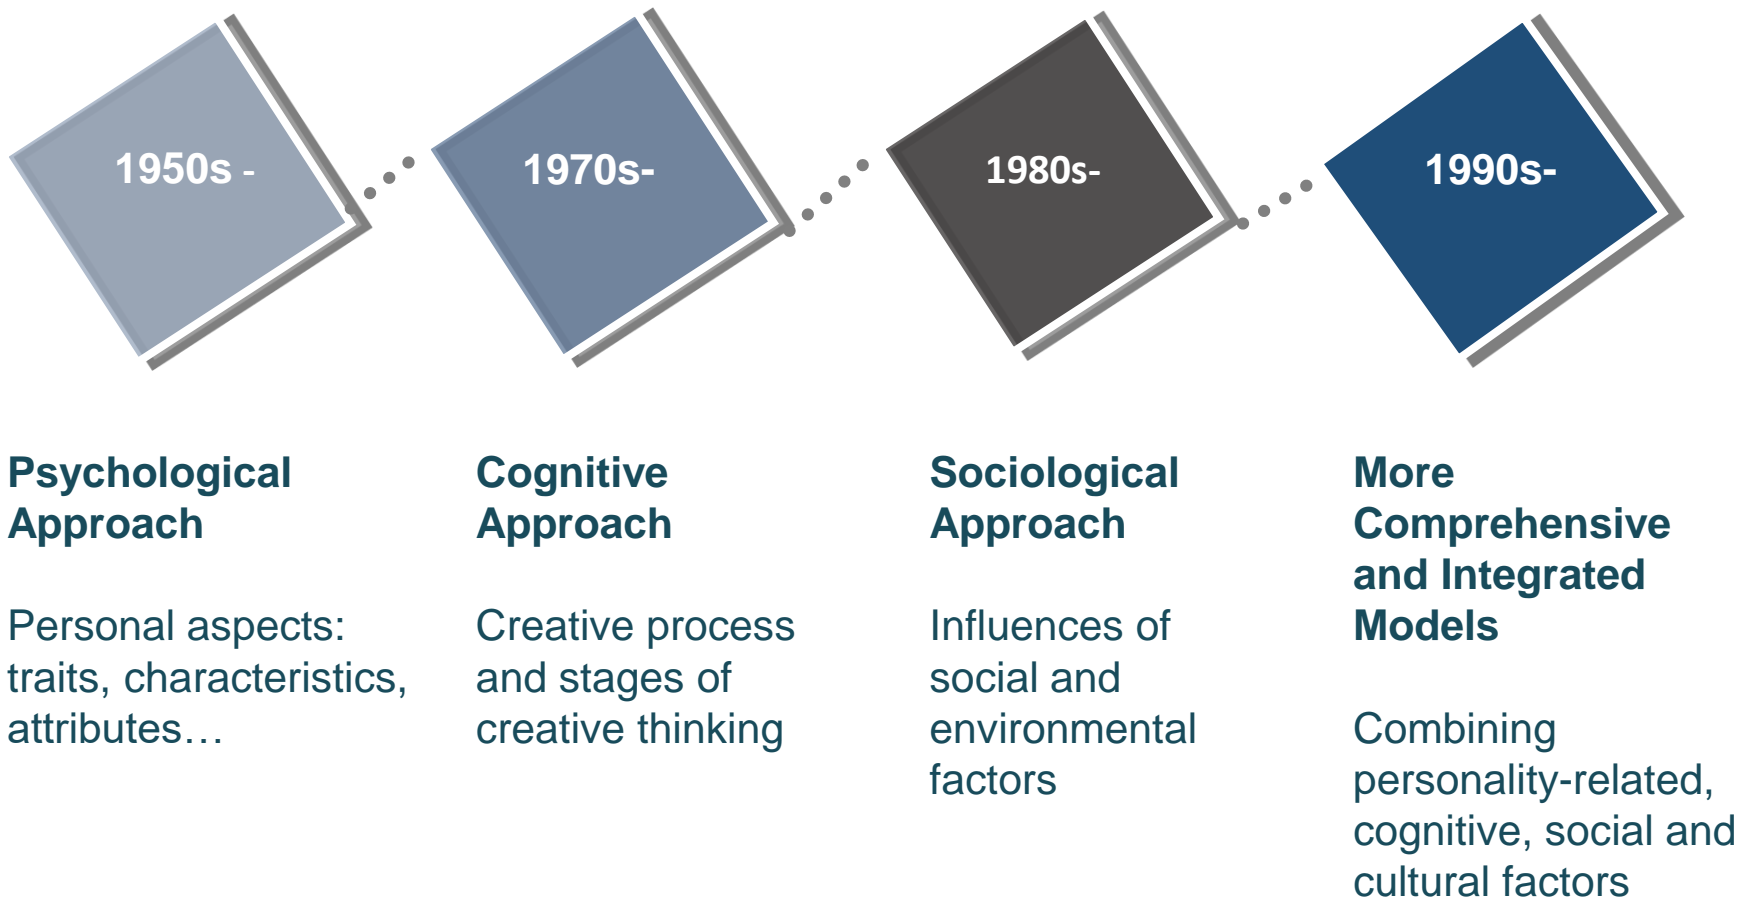 1950s -
1970s-
1980s-
1990s-
Psychological
Approach
Personal aspects:
traits, characteristics,
attributes…
Cognitive
Approach
Creative process
and stages of
creative thinking
Sociological
Approach
Influences of
social and
environmental
factors
More
Comprehensive
and Integrated
Models
Combining
personality-related,
cognitive, social and
cultural factors